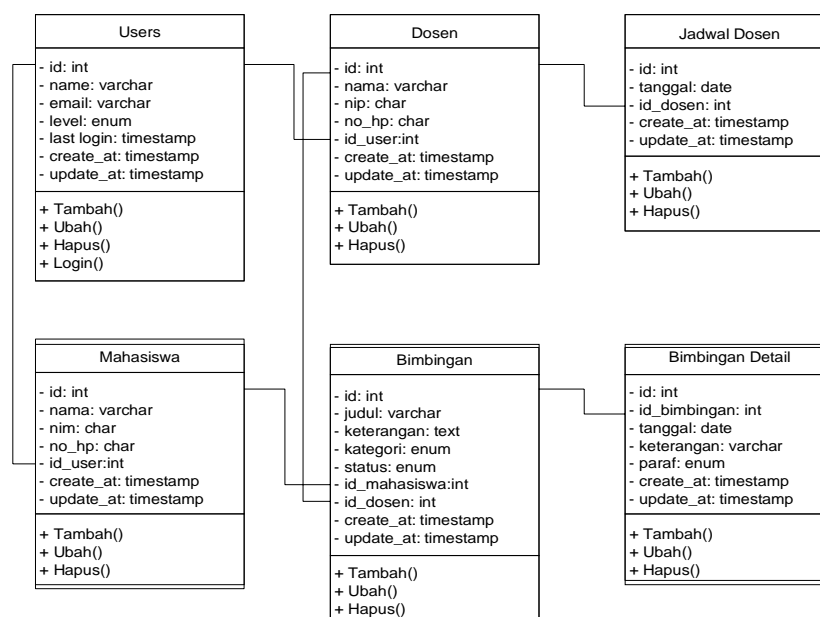 Users
- id: int
- name: varchar
- email: varchar
- level: enum
- last login: timestamp
- create_at: timestamp
- update_at: timestamp
+ Tambah()
+ Ubah()
+ Hapus()
+ Login()
Dosen
- id: int
- nama: varchar
- nip: char
- no_hp: char
- id_user:int
- create_at: timestamp
- update_at: timestamp
+ Tambah()
+ Ubah()
+ Hapus()
Jadwal Dosen
- id: int
- tanggal: date
- id_dosen: int
- create_at: timestamp
- update_at: timestamp
+ Tambah()
+ Ubah()
+ Hapus()
Mahasiswa
- id: int
- nama: varchar
- nim: char
- no_hp: char
- id_user:int
- create_at: timestamp
- update_at: timestamp
+ Tambah()
+ Ubah()
+ Hapus()
Bimbingan
- id: int
- judul: varchar
- keterangan: text
- kategori: enum
- status: enum
- id_mahasiswa:int
- id_dosen: int
- create_at: timestamp
- update_at: timestamp
+ Tambah()
+ Ubah()
+ Hapus()
Bimbingan Detail
- id: int
- id_bimbingan: int
- tanggal: date
- keterangan: varchar
- paraf: enum
- create_at: timestamp
- update_at: timestamp
+ Tambah()
+ Ubah()
+ Hapus()